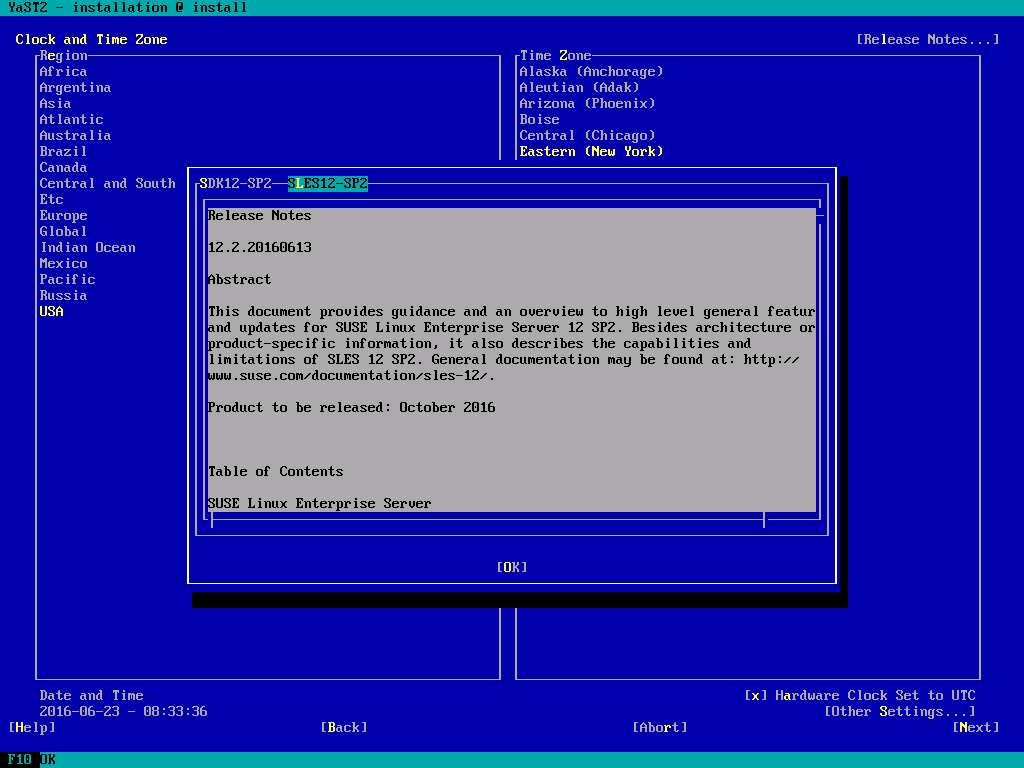 YaST2 - installation @ install
Clock and Time Zone
[Release Notes...]
Region
Africa
Argentina
Asia
Atlantic
Australia
Brazil
Canada
Central and South
Etc
Europe
Global
Indian Ocean
Mexico
Pacific
Russia
USA
Time Zone
Alaska (Anchorage)
Aleutian (Adak)
Arizona (Phoenix)
Boise
Central (Chicago)
Eastern (New York)
SDK12-SP2 SLES12-SP2
Release Notes
12.2.20160613
Abstract
This document provides guidance and an overview to high level general featur
and updates for SUSE Linux Enterprise Server 12 SP2. Besides architecture or
product-specific information, it also describes the capabilities and
limitations of SLES 12 SP2. General documentation may be found at: http://
www.suse.com/documentation/sles-12/.
Product to be released: October 2016
Table of Contents
SUSE Linux Enterprise Server
[OK]
Date and Time
2016-06-23 - 08:33:36
[x] Hardware Clock Set to UTC
[Other Settings...]
[Help]
[Back]
[Abort]
[Next]
F10 OK